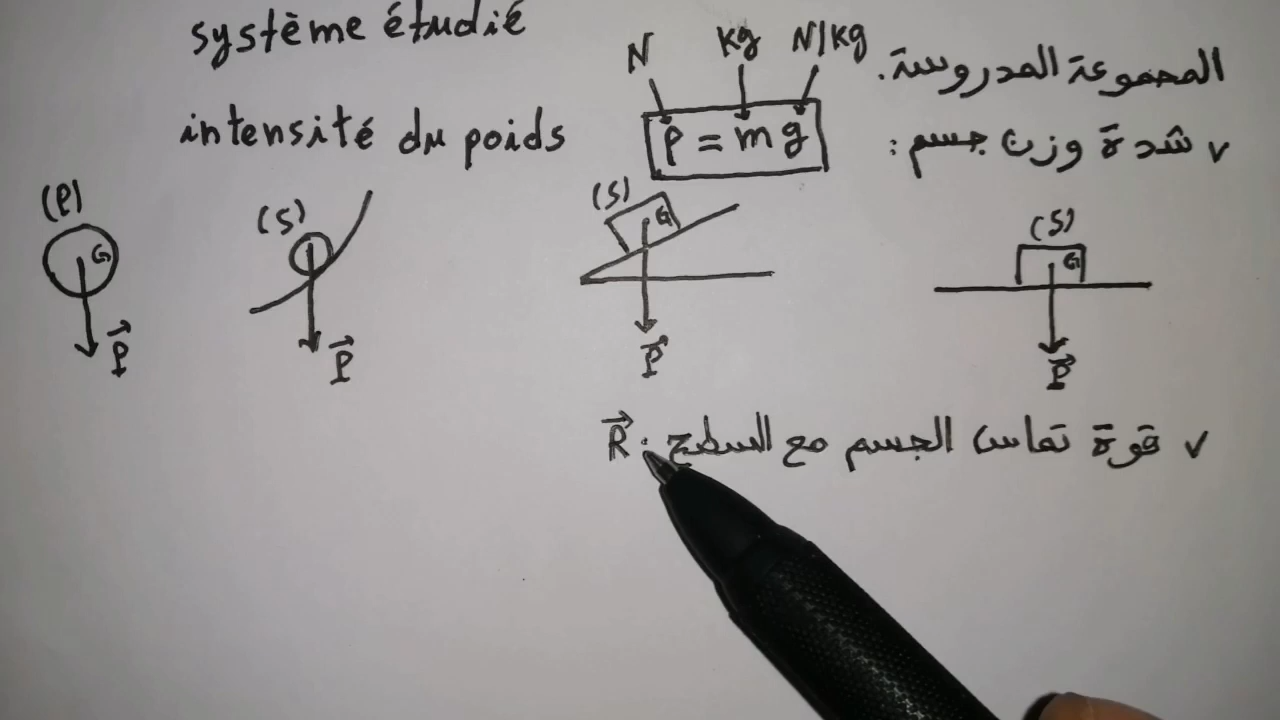 système étudié
المجموعة المدروسة.
N kg N/kg
intensité du poids
P = mg
✓ شدة وزن جسم :
(P) G P⃗
(S) P⃗
(S) G P⃗
(S) G P⃗
✓ قوة تماس الجسم مع السطح : R⃗